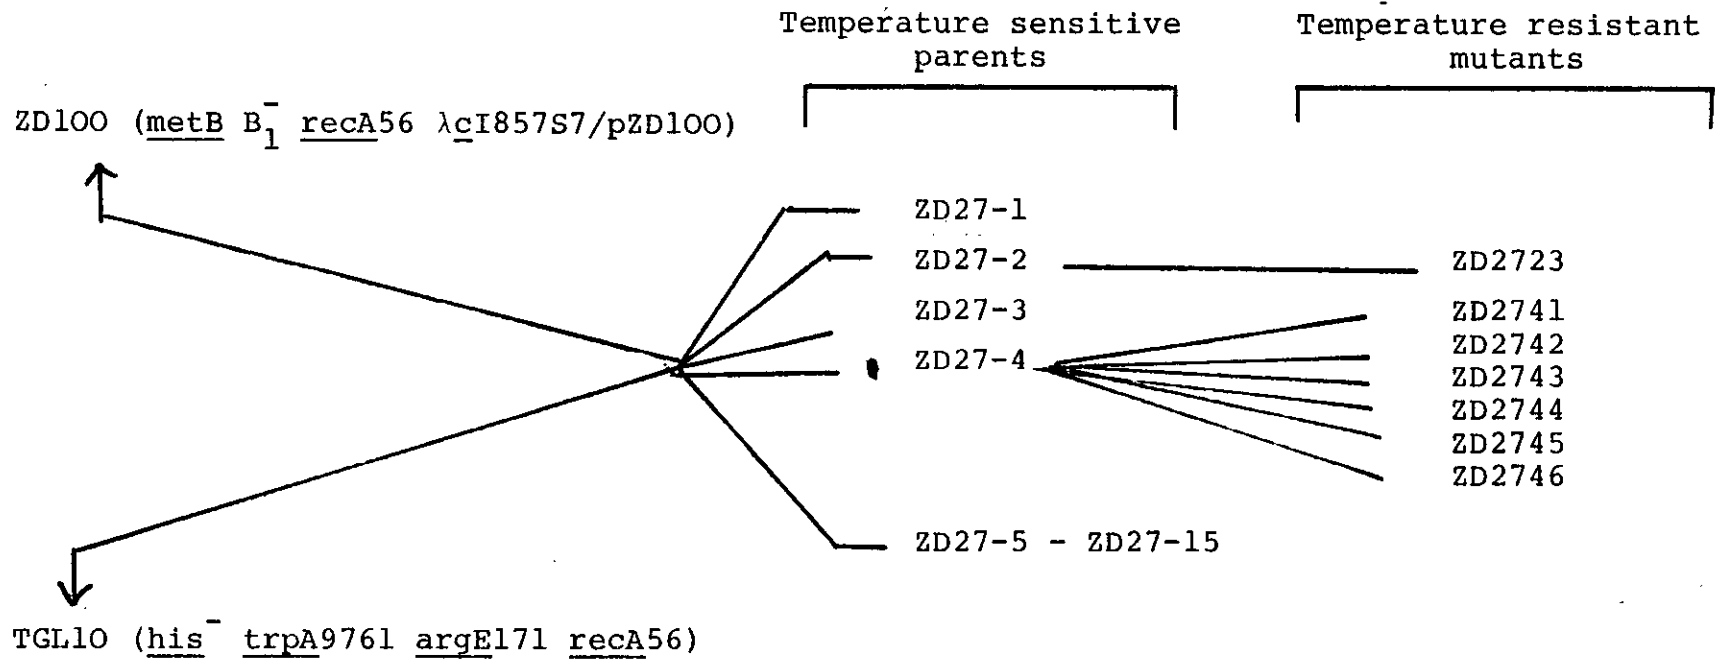 Temperature sensitive
parents
Temperature resistant
mutants
ZD100 (metB B₁⁻ recA56 λcI857S7/pZD100)
ZD27-1
ZD27-2
ZD2723
ZD27-3
ZD2741
ZD27-4
ZD2742
ZD2743
ZD2744
ZD2745
ZD2746
ZD27-5 - ZD27-15
TGL10 (his⁻ trpA9761 argE171 recA56)